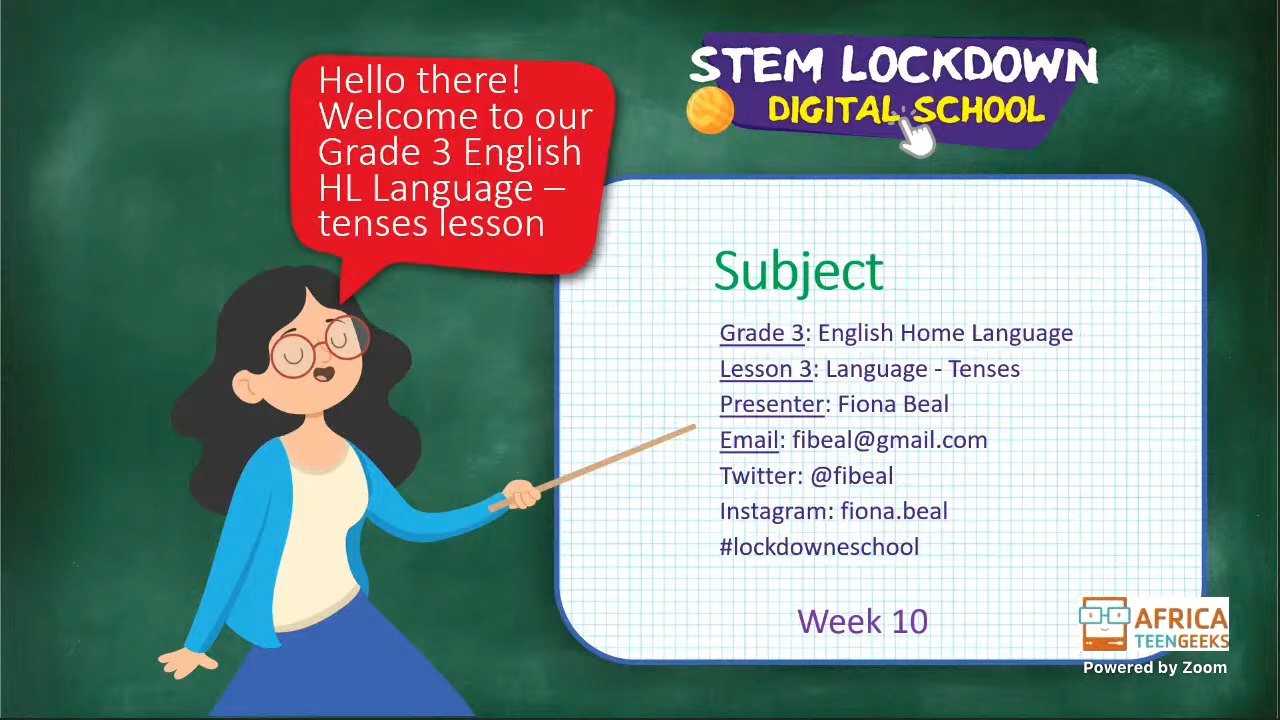 Hello there!
Welcome to our
Grade 3 English
HL Language –
tenses lesson
STEM LOCKDOWN
DIGITAL SCHOOL
Subject
Grade 3: English Home Language
Lesson 3: Language - Tenses
Presenter: Fiona Beal
Email: fibeal@gmail.com
Twitter: @fibeal
Instagram: fiona.beal
#lockdowneschool
Week 10
AFRICA
TEENGEEKS
Powered by Zoom